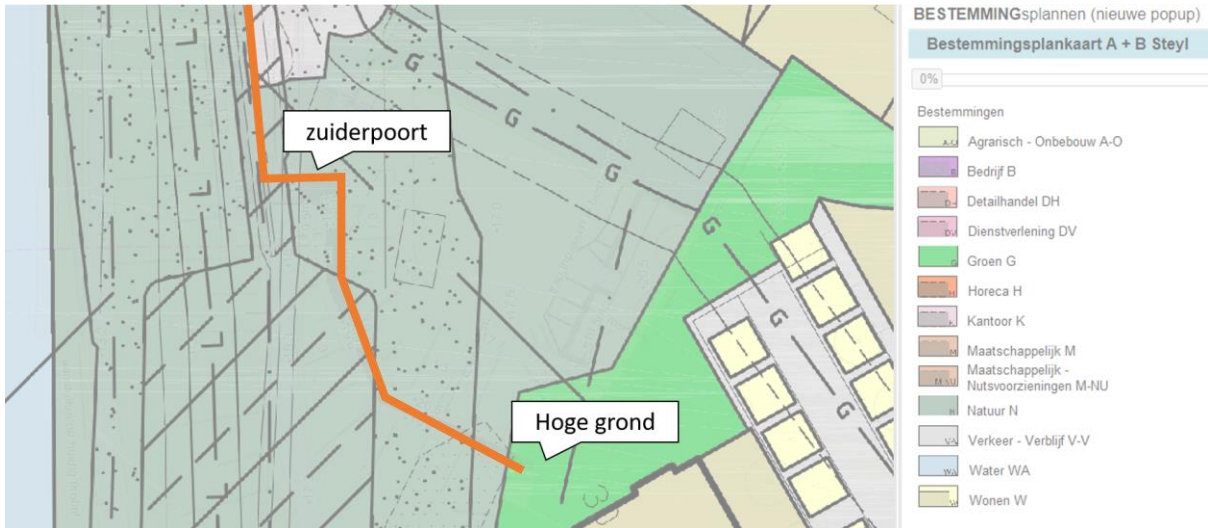 BESTEMMINGsplannen (nieuwe popup)
Bestemmingsplankaart A + B Steyl
0%
Bestemmingen
Agrarisch - Onbebouw A-O
Bedrijf B
Detailhandel DH
Dienstverlening DV
Groen G
Horeca H
Kantoor K
Maatschappelijk M
Maatschappelijk -
Nutsvoorzieningen M-NU
Natuur N
Verkeer - Verblijf V-V
Water WA
Wonen W
zuiderpoort
Hoge grond
G
G
G
G
G
G